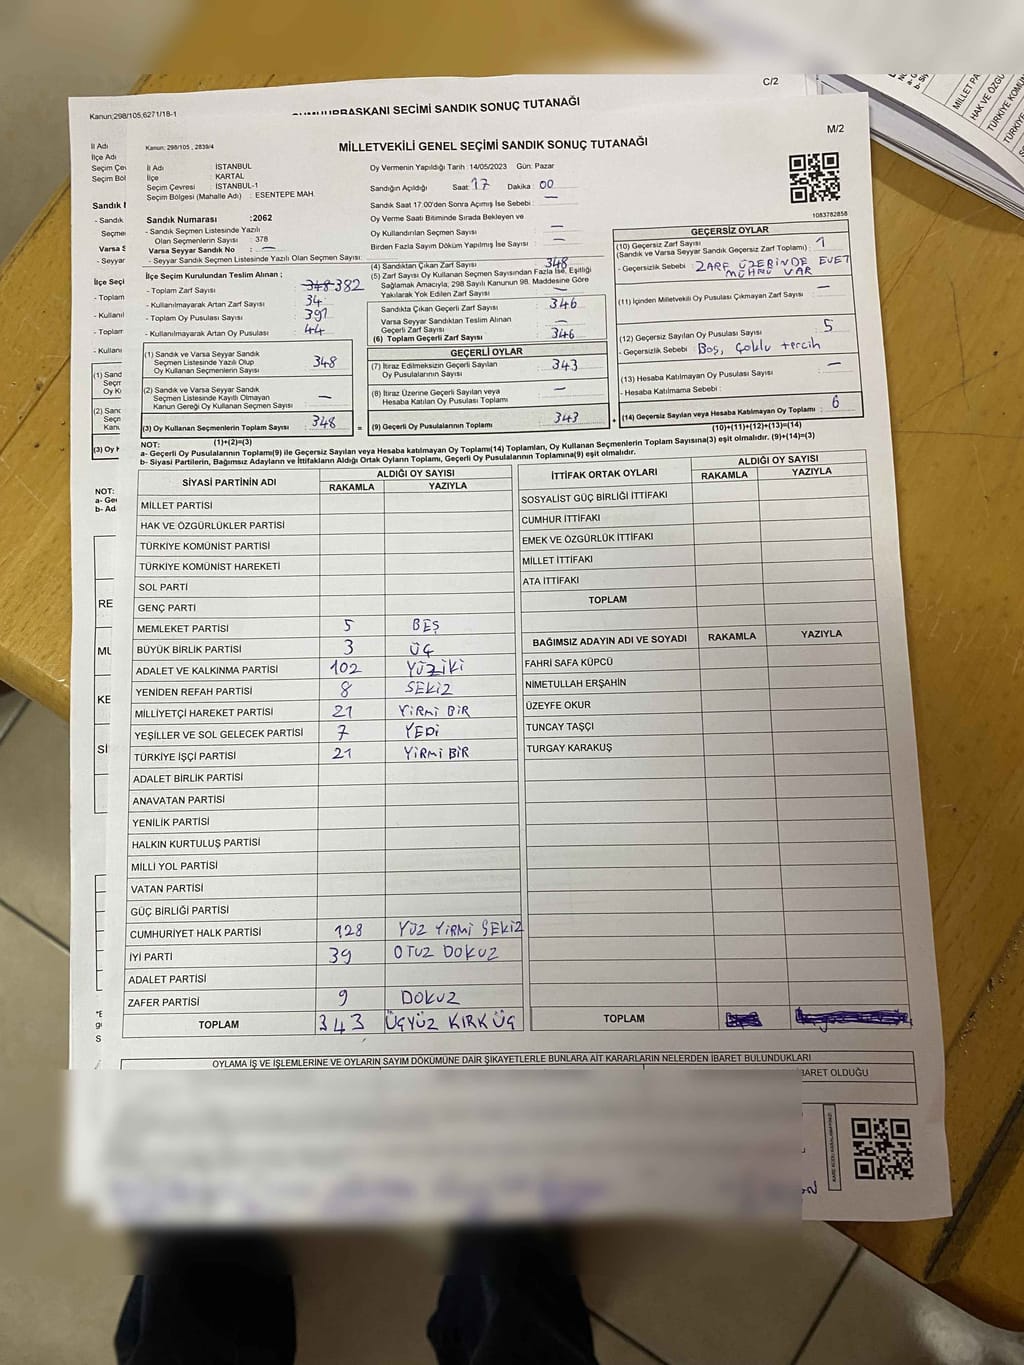 C/2
Kanun:298/105,6271/18-1
CUMHURBAŞKANI SECİMİ SANDIK SONUÇ TUTANAĞI
İl Adı
İlçe Adı
M/2
Kanun; 298/105 , 2839/4
MİLLETVEKİLİ GENEL SEÇİMİ SANDIK SONUÇ TUTANAĞI
İl Adı : İSTANBUL
İlçe : KARTAL
Seçim Çevresi : İSTANBUL-1
Seçim Bölgesi (Mahalle Adı) : ESENTEPE MAH.
Oy Vermenin Yapıldığı Tarih :14/05/2023 Gün: Pazar
Sandığın Açıldığı Saat: 17 Dakika : 00
Sandık Saat 17.00'den Sonra Açımış İse Sebebi : —
Oy Verme Saati Bitiminde Sırada Bekleyen ve
Oy Kullandırılan Seçmen Sayısı : —
Birden Fazla Sayım Döküm Yapılmış İse Sayısı : —
1083782858
Sandık Numarası :2062
- Sandık Seçmen Listesinde Yazılı
Olan Seçmenlerin Sayısı : 378
Varsa Seyyar Sandık No : —
- Seyyar Sandık Seçmen Listesinde Yazılı Olan Seçmen Sayısı:
İlçe Seçim Kurulundan Teslim Alınan ;
- Toplam Zarf Sayısı : 348 382
- Kullanılmayarak Artan Zarf Sayısı : 34
- Toplam Oy Pusulası Sayısı : 391
- Kullanılmayarak Artan Oy Pusulası : 44
(1) Sandık ve Varsa Seyyar Sandık
Seçmen Listesinde Yazılı Olup
Oy Kullanan Seçmenlerin Sayısı : 348
(2) Sandık ve Varsa Seyyar Sandık
Seçmen Listesinde Kayıtlı Olmayan
Kanun Gereği Oy Kullanan Seçmen Sayısı : —
(3) Oy Kullanan Seçmenlerin Toplam Sayısı : 348
(4) Sandıktan Çıkan Zarf Sayısı : 348
(5) Zarf Sayısı Oy Kullanan Seçmen Sayısından Fazla İse, Eşitliği
Sağlamak Amacıyla; 298 Sayılı Kanunun 98. Maddesine Göre
Yakılarak Yok Edilen Zarf Sayısı :
Sandıkta Çıkan Geçerli Zarf Sayısı : 346
Varsa Seyyar Sandıktan Teslim Alınan
Geçerli Zarf Sayısı : —
(6) Toplam Geçerli Zarf Sayısı : 346
GEÇERLİ OYLAR
(7) İtiraz Edilmeksizin Geçerli Sayılan
Oy Pusulalarının Sayısı : 343
(8) İtiraz Üzerine Geçerli Sayılan veya
Hesaba Katılan Oy Pusulası Toplamı : —
= (9) Geçerli Oy Pusulalarının Toplamı : 343
GEÇERSİZ OYLAR
(10) Geçersiz Zarf Sayısı : 1
(Sandık ve Varsa Seyyar Sandık Geçersiz Zarf Toplamı)
- Geçersizlik Sebebi : ZARF ÜZERİNDE EVET
MÜHRÜ VAR
(11) İçinden Milletvekili Oy Pusulası Çıkmayan Zarf Sayısı : —
(12) Geçersiz Sayılan Oy Pusulası Sayısı : 5
- Geçersizlik Sebebi : Boş, çoklu tercih
(13) Hesaba Katılmayan Oy Pusulası Sayısı : —
- Hesaba Katılmama Sebebi :
+ (14) Geçersiz Sayılan veya Hesaba Katılmayan Oy Toplamı : 6
NOT: (1)+(2)=(3) (10)+(11)+(12)+(13)=(14)
a- Geçerli Oy Pusulalarının Toplamı(9) ile Geçersiz Sayılan veya Hesaba katılmayan Oy Toplamı(14) Toplamları, Oy Kullanan Seçmenlerin Toplam Sayısına(3) eşit olmalıdır. (9)+(14)=(3)
b- Siyasi Partilerin, Bağımsız Adayların ve İttifakların Aldığı Oyların Toplamı, Geçerli Oy Pusulalarının Toplamına(9) eşit olmalıdır.
SİYASİ PARTİNİN ADI ALDIĞI OY SAYISI
RAKAMLA YAZIYLA
MİLLET PARTİSİ
HAK VE ÖZGÜRLÜKLER PARTİSİ
TÜRKİYE KOMÜNİST PARTİSİ
TÜRKİYE KOMÜNİST HAREKETİ
SOL PARTİ
GENÇ PARTİ
MEMLEKET PARTİSİ 5 BEŞ
BÜYÜK BİRLİK PARTİSİ 3 ÜÇ
ADALET VE KALKINMA PARTİSİ 102 YÜZİKİ
YENİDEN REFAH PARTİSİ 8 SEKİZ
MİLLİYETÇİ HAREKET PARTİSİ 21 YİRMİ BİR
YEŞİLLER VE SOL GELECEK PARTİSİ 7 YEDİ
TÜRKİYE İŞÇİ PARTİSİ 21 YİRMİ BİR
ADALET BİRLİK PARTİSİ
ANAVATAN PARTİSİ
YENİLİK PARTİSİ
HALKIN KURTULUŞ PARTİSİ
MİLLİ YOL PARTİSİ
VATAN PARTİSİ
GÜÇ BİRLİĞİ PARTİSİ
CUMHURİYET HALK PARTİSİ 128 YÜZ YİRMİ SEKİZ
İYİ PARTİ 39 OTUZ DOKUZ
ADALET PARTİSİ
ZAFER PARTİSİ 9 DOKUZ
TOPLAM 343 ÜÇYÜZ KIRK ÜÇ
İTTİFAK ORTAK OYLARI ALDIĞI OY SAYISI
RAKAMLA YAZIYLA
SOSYALİST GÜÇ BİRLİĞİ İTTİFAKI
CUMHUR İTTİFAKI
EMEK VE ÖZGÜRLÜK İTTİFAKI
MİLLET İTTİFAKI
ATA İTTİFAKI
TOPLAM
BAĞIMSIZ ADAYIN ADI VE SOYADI RAKAMLA YAZIYLA
FAHRİ SAFA KÜPCÜ
NİMETULLAH ERŞAHİN
ÜZEYFE OKUR
TUNCAY TAŞÇI
TURGAY KARAKUŞ
TOPLAM
OYLAMA İŞ VE İŞLEMLERİNE VE OYLARIN SAYIM DÖKÜMÜNE DAİR ŞİKAYETLERLE BUNLARA AİT KARARLARIN NELERDEN İBARET BULUNDUKLARI
BARET OLDUĞU